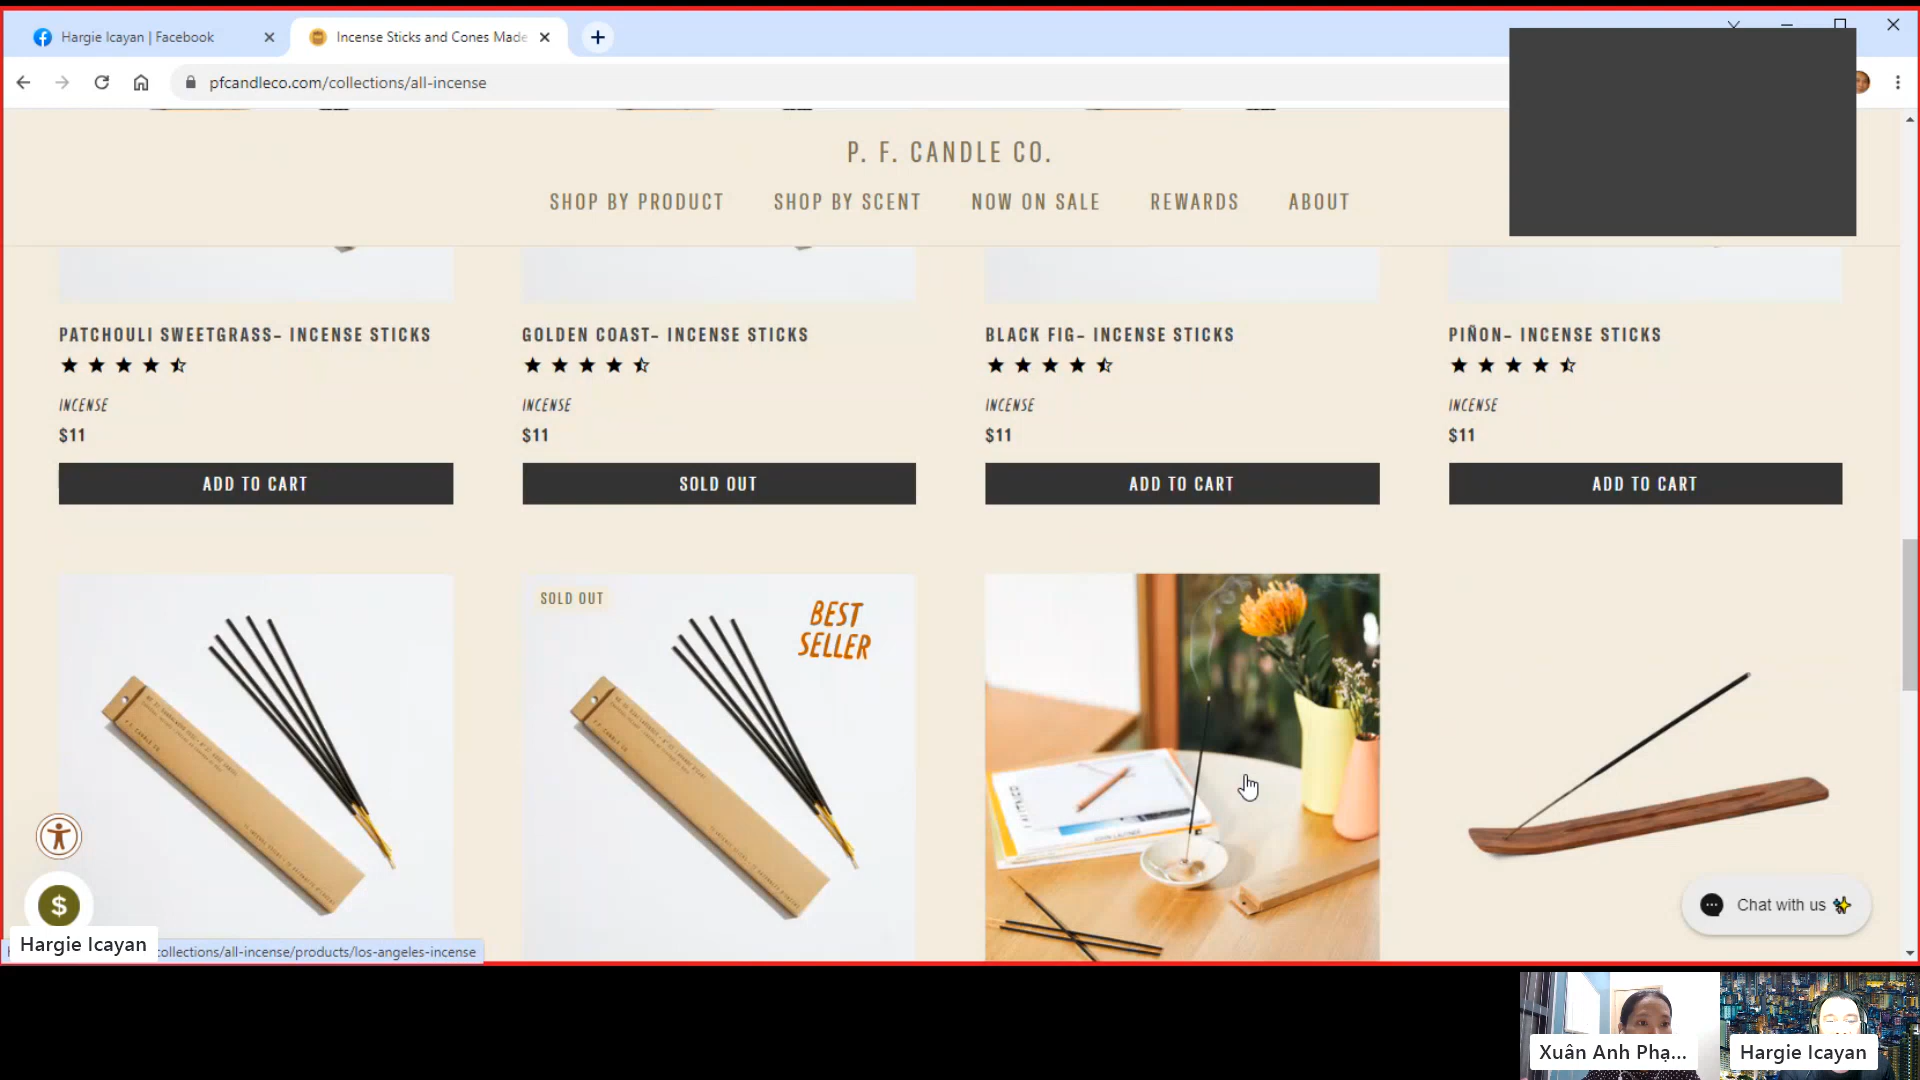 Hargie Icayan | Facebook
Incense Sticks and Cones Made
pfcandleco.com/collections/all-incense
P. F. CANDLE CO.
SHOP BY PRODUCT
SHOP BY SCENT
NOW ON SALE
REWARDS
ABOUT
PATCHOULI SWEETGRASS– INCENSE STICKS
INCENSE
$11
ADD TO CART
GOLDEN COAST– INCENSE STICKS
INCENSE
$11
SOLD OUT
BLACK FIG– INCENSE STICKS
INCENSE
$11
ADD TO CART
PIÑON– INCENSE STICKS
INCENSE
$11
ADD TO CART
SOLD OUT
BEST
SELLER
$
Chat with us
Hargie Icayan
collections/all-incense/products/los-angeles-incense
Xuân Anh Phạ...
Hargie Icayan